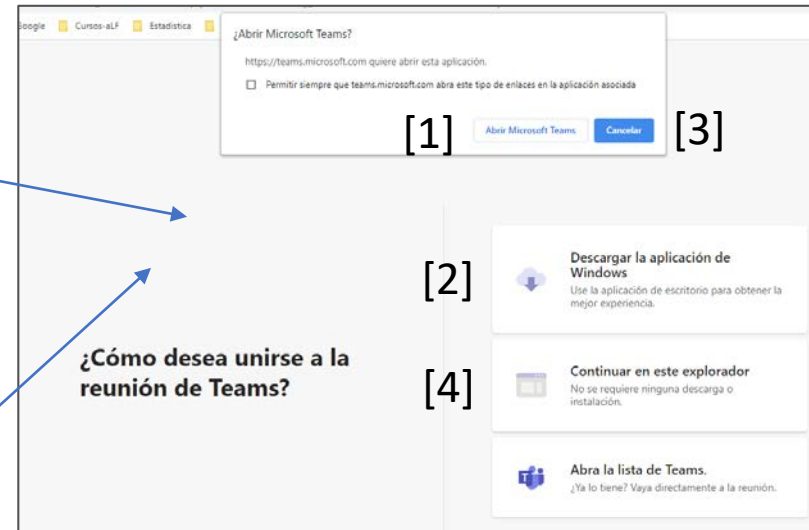 Google Cursos-aLF Estadistica
¿Abrir Microsoft Teams?
https://teams.microsoft.com quiere abrir esta aplicación.
Permitir siempre que teams.microsoft.com abra este tipo de enlaces en la aplicación asociada
[1] Abrir Microsoft Teams Cancelar [3]
[2]
Descargar la aplicación de
Windows
Use la aplicación de escritorio para obtener la
mejor experiencia.
¿Cómo desea unirse a la
reunión de Teams?
[4]
Continuar en este explorador
No se requiere ninguna descarga o
instalación.
Abra la lista de Teams.
¿Ya lo tiene? Vaya directamente a la reunión.